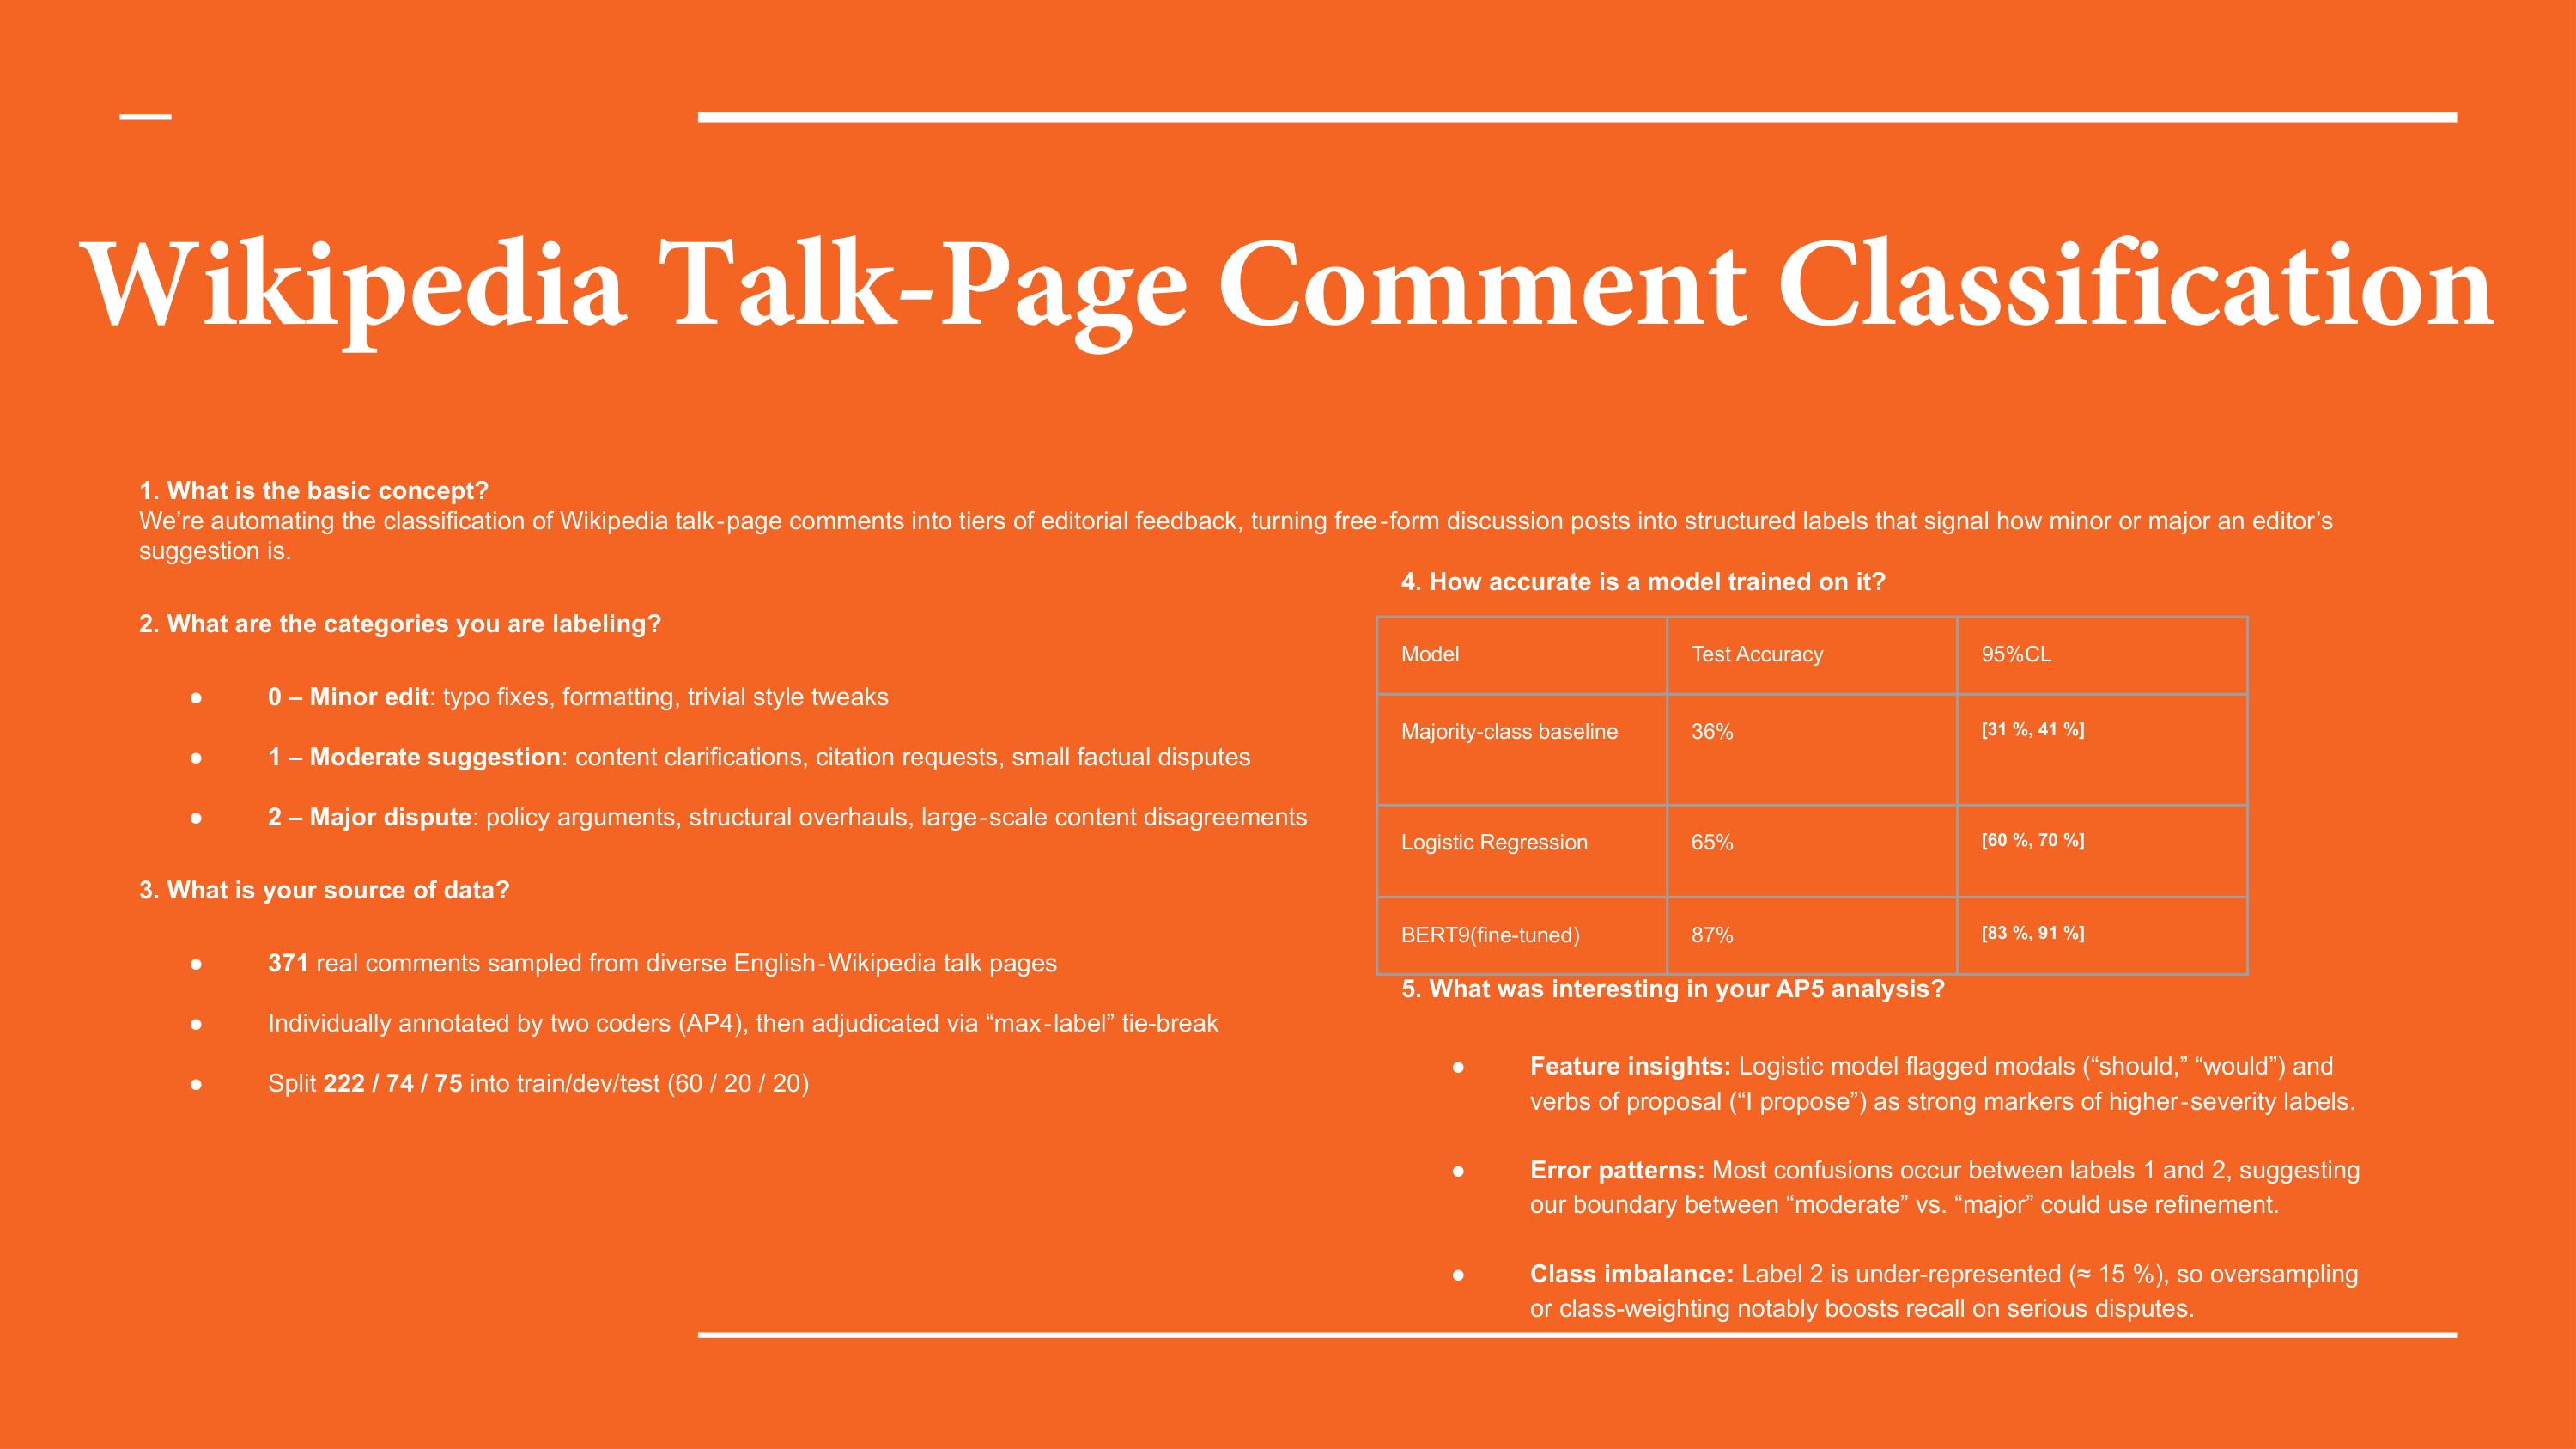 Wikipedia Talk-Page Comment Classification
1. What is the basic concept?
We’re automating the classification of Wikipedia talk-page comments into tiers of editorial feedback, turning free-form discussion posts into structured labels that signal how minor or major an editor’s
suggestion is.
2. What are the categories you are labeling?
● 0 – Minor edit: typo fixes, formatting, trivial style tweaks
● 1 – Moderate suggestion: content clarifications, citation requests, small factual disputes
● 2 – Major dispute: policy arguments, structural overhauls, large-scale content disagreements
3. What is your source of data?
● 371 real comments sampled from diverse English-Wikipedia talk pages
● Individually annotated by two coders (AP4), then adjudicated via “max-label” tie-break
● Split 222 / 74 / 75 into train/dev/test (60 / 20 / 20)
4. How accurate is a model trained on it?
Model Test Accuracy 95%CL
Majority-class baseline 36% [31 %, 41 %]
Logistic Regression 65% [60 %, 70 %]
BERT9(fine-tuned) 87% [83 %, 91 %]
5. What was interesting in your AP5 analysis?
● Feature insights: Logistic model flagged modals (“should,” “would”) and
verbs of proposal (“I propose”) as strong markers of higher-severity labels.
● Error patterns: Most confusions occur between labels 1 and 2, suggesting
our boundary between “moderate” vs. “major” could use refinement.
● Class imbalance: Label 2 is under-represented (≈ 15 %), so oversampling
or class-weighting notably boosts recall on serious disputes.